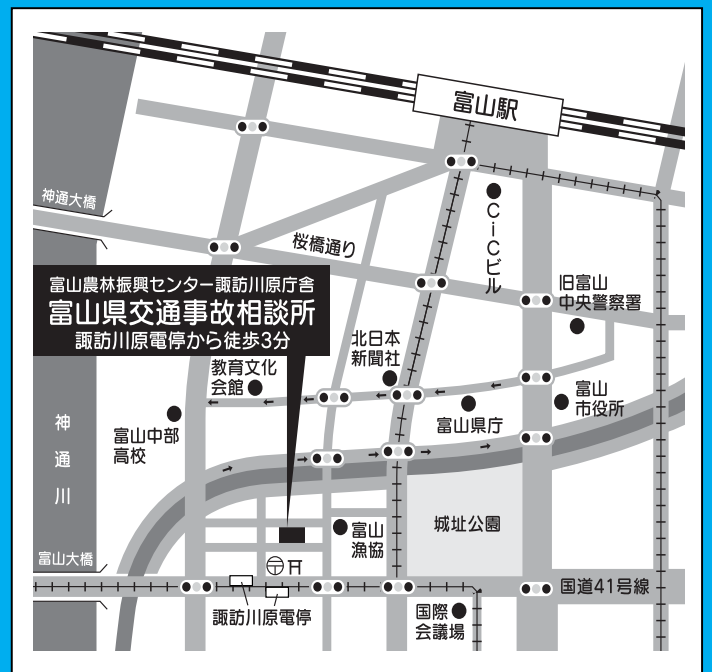 富山駅
神通大橋
桜橋通り
CiCビル
富山農林振興センター諏訪川原庁舎
富山県交通事故相談所
諏訪川原電停から徒歩3分
旧富山
中央警察署
北日本
新聞社
教育文化
会館
富山
市役所
富山県庁
富山中部
高校
神通川
城址公園
富山
漁協
富山大橋
国道41号線
諏訪川原電停
国際
会議場